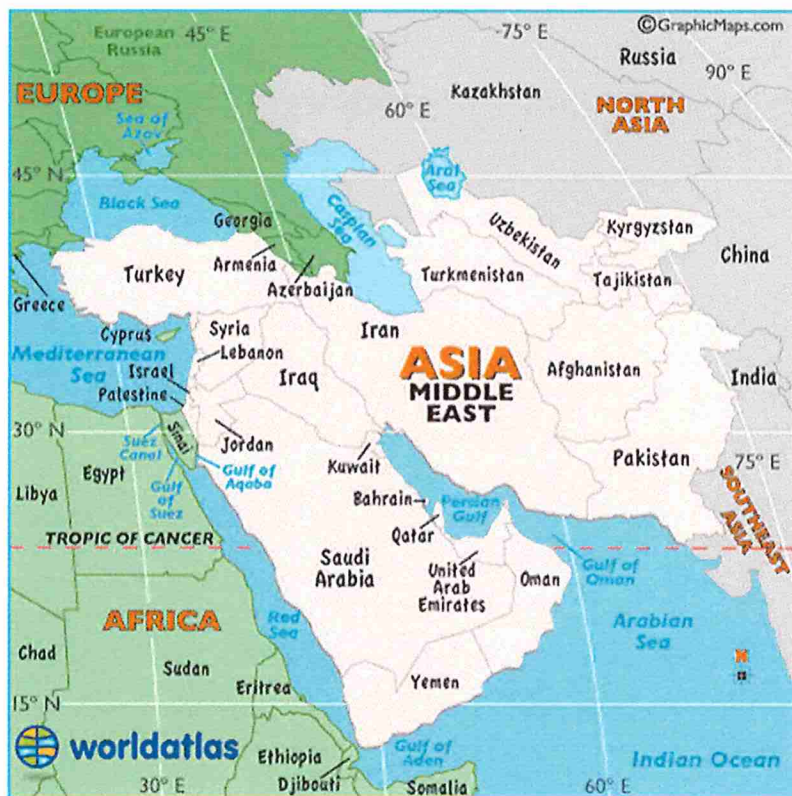 ©GraphicMaps.com
European
Russia
45° E
75° E
Russia
90° E
EUROPE
Sea of
Azov
60° E
Kazakhstan
NORTH
ASIA
45° N
Black Sea
Caspian
Sea
Aral
Sea
Georgia
Uzbekistan
Kyrgyzstan
China
Turkey
Armenia
Azerbaijan
Turkmenistan
Tajikistan
Greece
Cyprus
Syria
Iran
Mediterranean
Sea
Lebanon
Israel
Iraq
ASIA
MIDDLE
EAST
Afghanistan
India
Palestine
30° N
Suez
Canal
Sinai
Jordan
Gulf of
Aqaba
Kuwait
Pakistan
75° E
Libya
Egypt
Gulf
of
Suez
Bahrain
Persian
Gulf
Qatar
SOUTHEAST
ASIA
TROPIC OF CANCER
Saudi
Arabia
United
Arab
Emirates
Oman
Gulf of
Oman
AFRICA
Red
Sea
Arabian
Sea
Chad
Sudan
Eritrea
Yemen
15° N
worldatlas
Ethiopia
Djibouti
Gulf of
Aden
Somalia
Indian Ocean
30° E
60° E